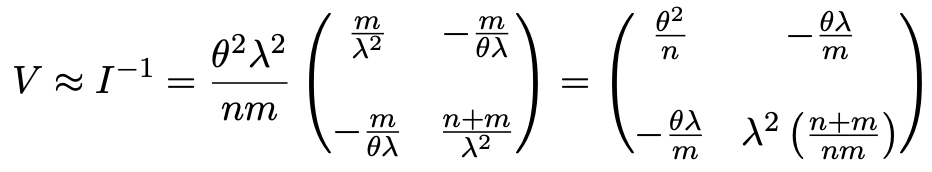 $V \approx I^{-1} = \frac{\theta^2 \lambda^2}{nm} \begin{pmatrix} \frac{m}{\lambda^2} & -\frac{m}{\theta\lambda} \\ -\frac{m}{\theta\lambda} & \frac{n+m}{\lambda^2} \end{pmatrix} = \begin{pmatrix} \frac{\theta^2}{n} & -\frac{\theta\lambda}{m} \\ -\frac{\theta\lambda}{m} & \lambda^2 \left( \frac{n+m}{nm} \right) \end{pmatrix}$